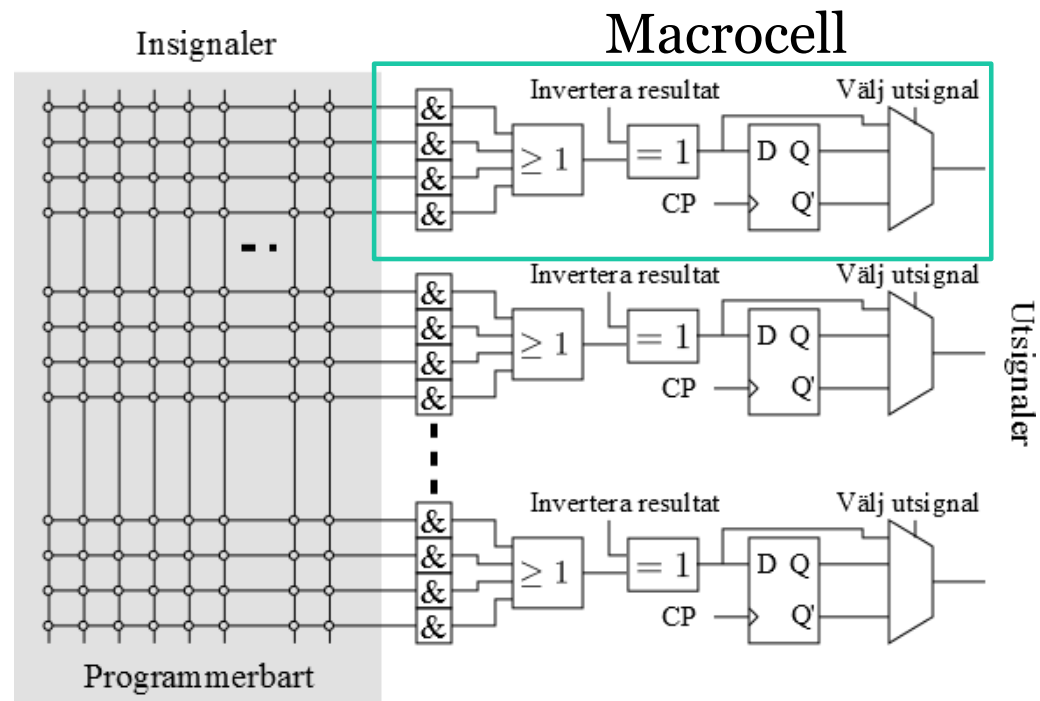 Insignaler
Macrocell
Invertera resultat
Välj utsignal
&
&
&
&
≥ 1
= 1
D Q
CP
Q'
Invertera resultat
Välj utsignal
&
&
&
&
≥ 1
= 1
D Q
CP
Q'
Utsignaler
Invertera resultat
Välj utsignal
&
&
&
&
≥ 1
= 1
D Q
CP
Q'
Programmerbart